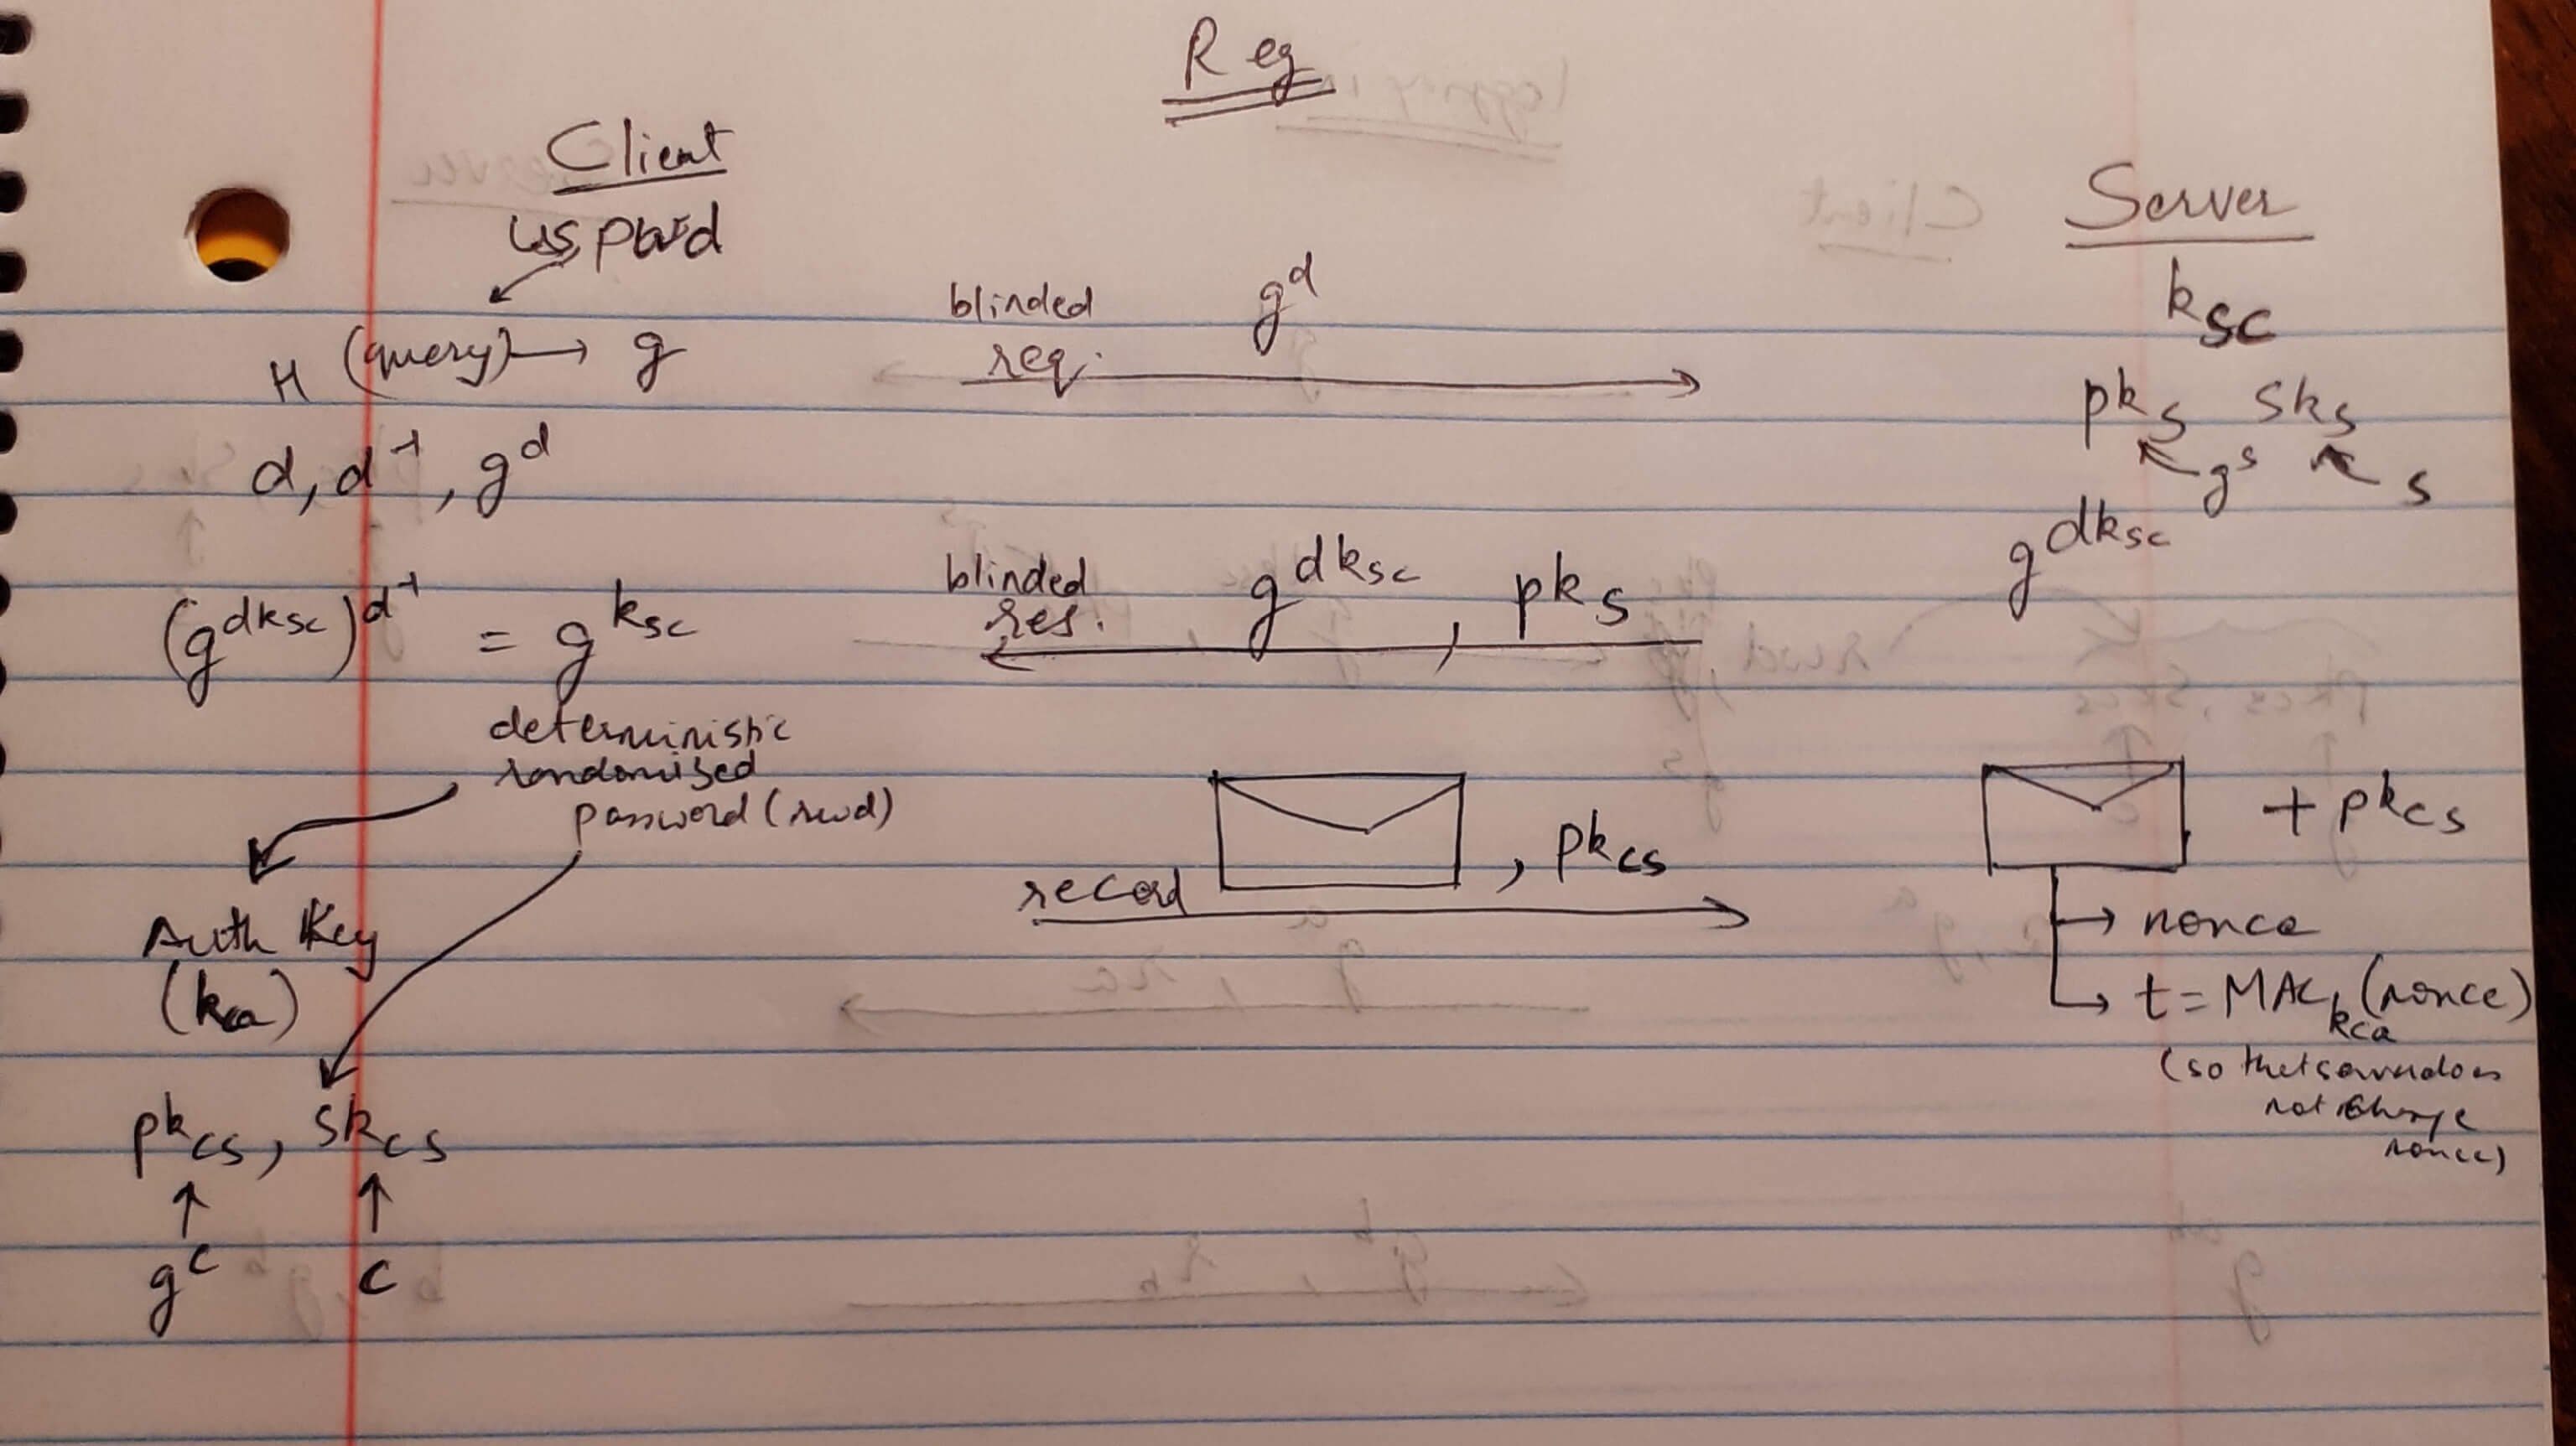 Reg
Client
us, pwd
H (query) → g
d, d⁻¹, gᵈ
(g^{dk_{sc}})^{d⁻¹} = g^{k_{sc}}
deterministic
randomised
password (rwd)
Auth Key
(k_{ca})
pk_{cs}, sk_{cs}
↑ ↑
g^c c
blinded
req. g^d
blinded
res. g^{dk_{sc}}, pk_s
record , pk_{cs}
Server
k_{sc}
pk_s sk_s
g^s s
g^{dk_{sc}}
+ pk_{cs}
→ nonce
→ t = MAC_{k_{ca}} (nonce)
(so that server does
not change
nonce)